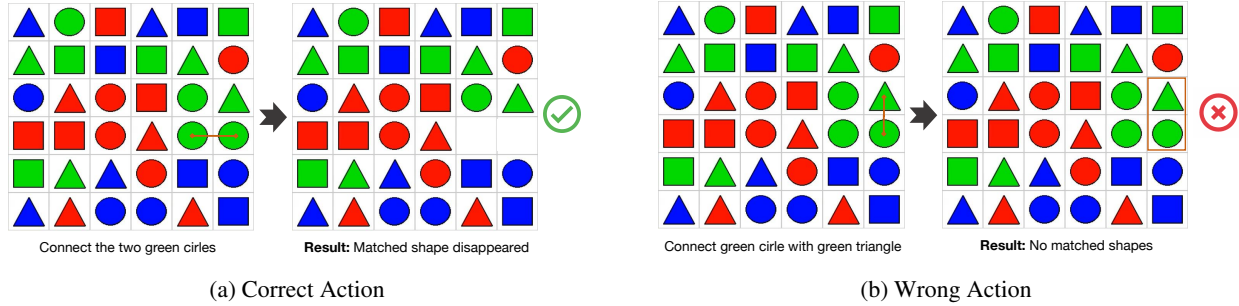 Connect the two green cirles
Result: Matched shape disappeared
Connect green cirle with green triangle
Result: No matched shapes
(a) Correct Action
(b) Wrong Action